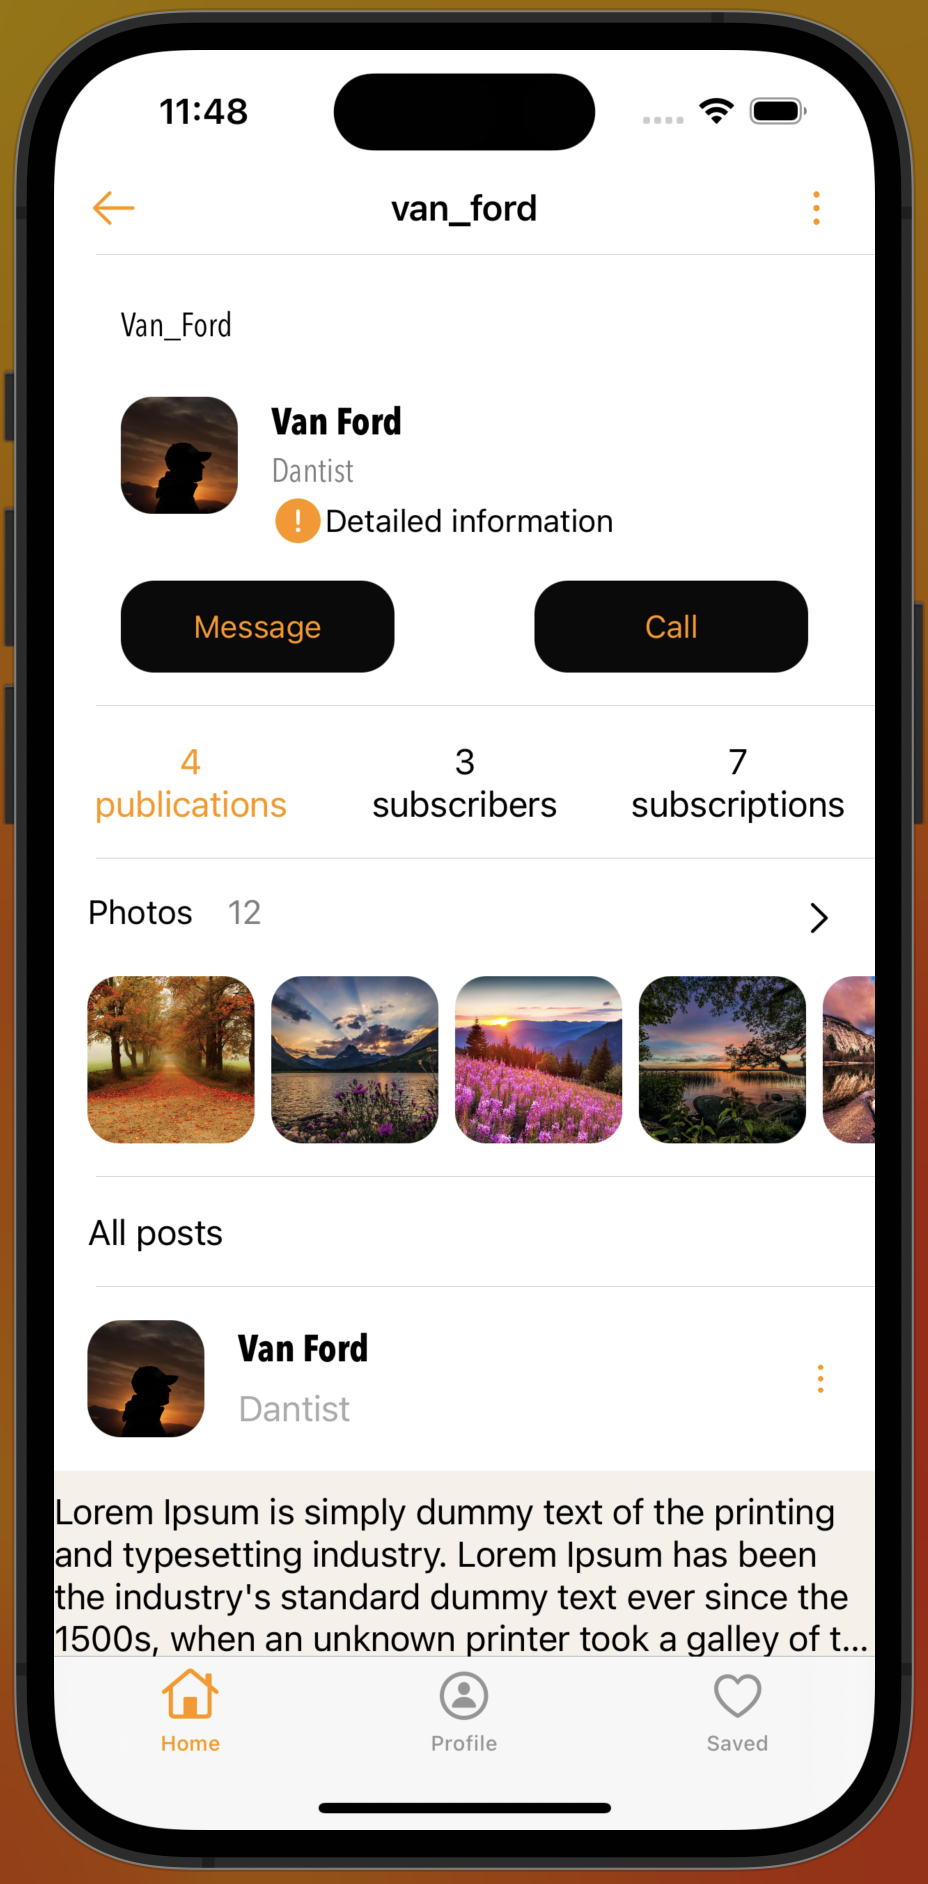 11:48
van_ford
Van_Ford
Van Ford
Dantist
! Detailed information
Message
Call
4
publications
3
subscribers
7
subscriptions
Photos 12
All posts
Van Ford
Dantist
Lorem Ipsum is simply dummy text of the printing
and typesetting industry. Lorem Ipsum has been
the industry's standard dummy text ever since the
1500s, when an unknown printer took a galley of t...
Home
Profile
Saved